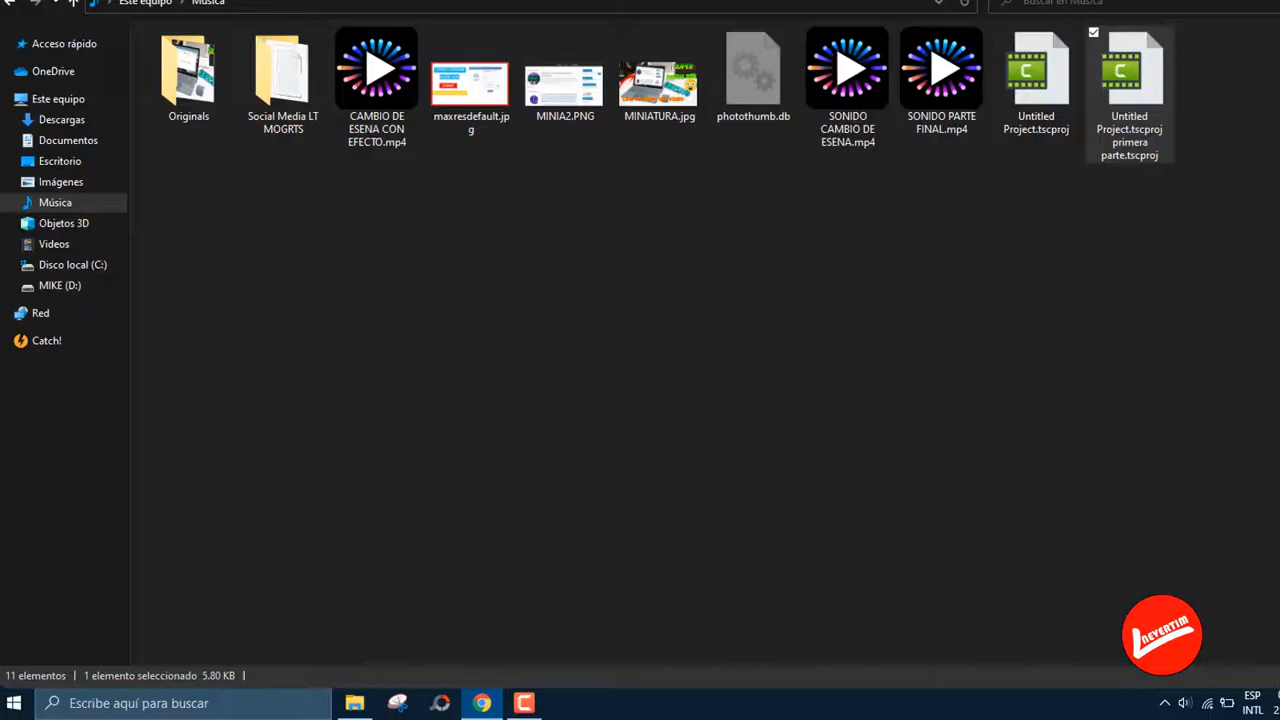 Este equipo > Música
Buscar en Música
Acceso rápido
OneDrive
Este equipo
Descargas
Documentos
Escritorio
Imágenes
Música
Objetos 3D
Videos
Disco local (C:)
MIKE (D:)
Red
Catch!
Originals
Social Media LT
MOGRTS
CAMBIO DE
ESENA CON
EFECTO.mp4
maxresdefault.jp
g
MINIA2.PNG
MINIATURA.jpg
photothumb.db
SONIDO
CAMBIO DE
ESENA.mp4
SONIDO PARTE
FINAL.mp4
Untitled
Project.tscproj
Untitled
Project.tscproj
primera
parte.tscproj
NEVERTIM
11 elementos
1 elemento seleccionado 5.80 KB
Escribe aquí para buscar
ESP
INTL